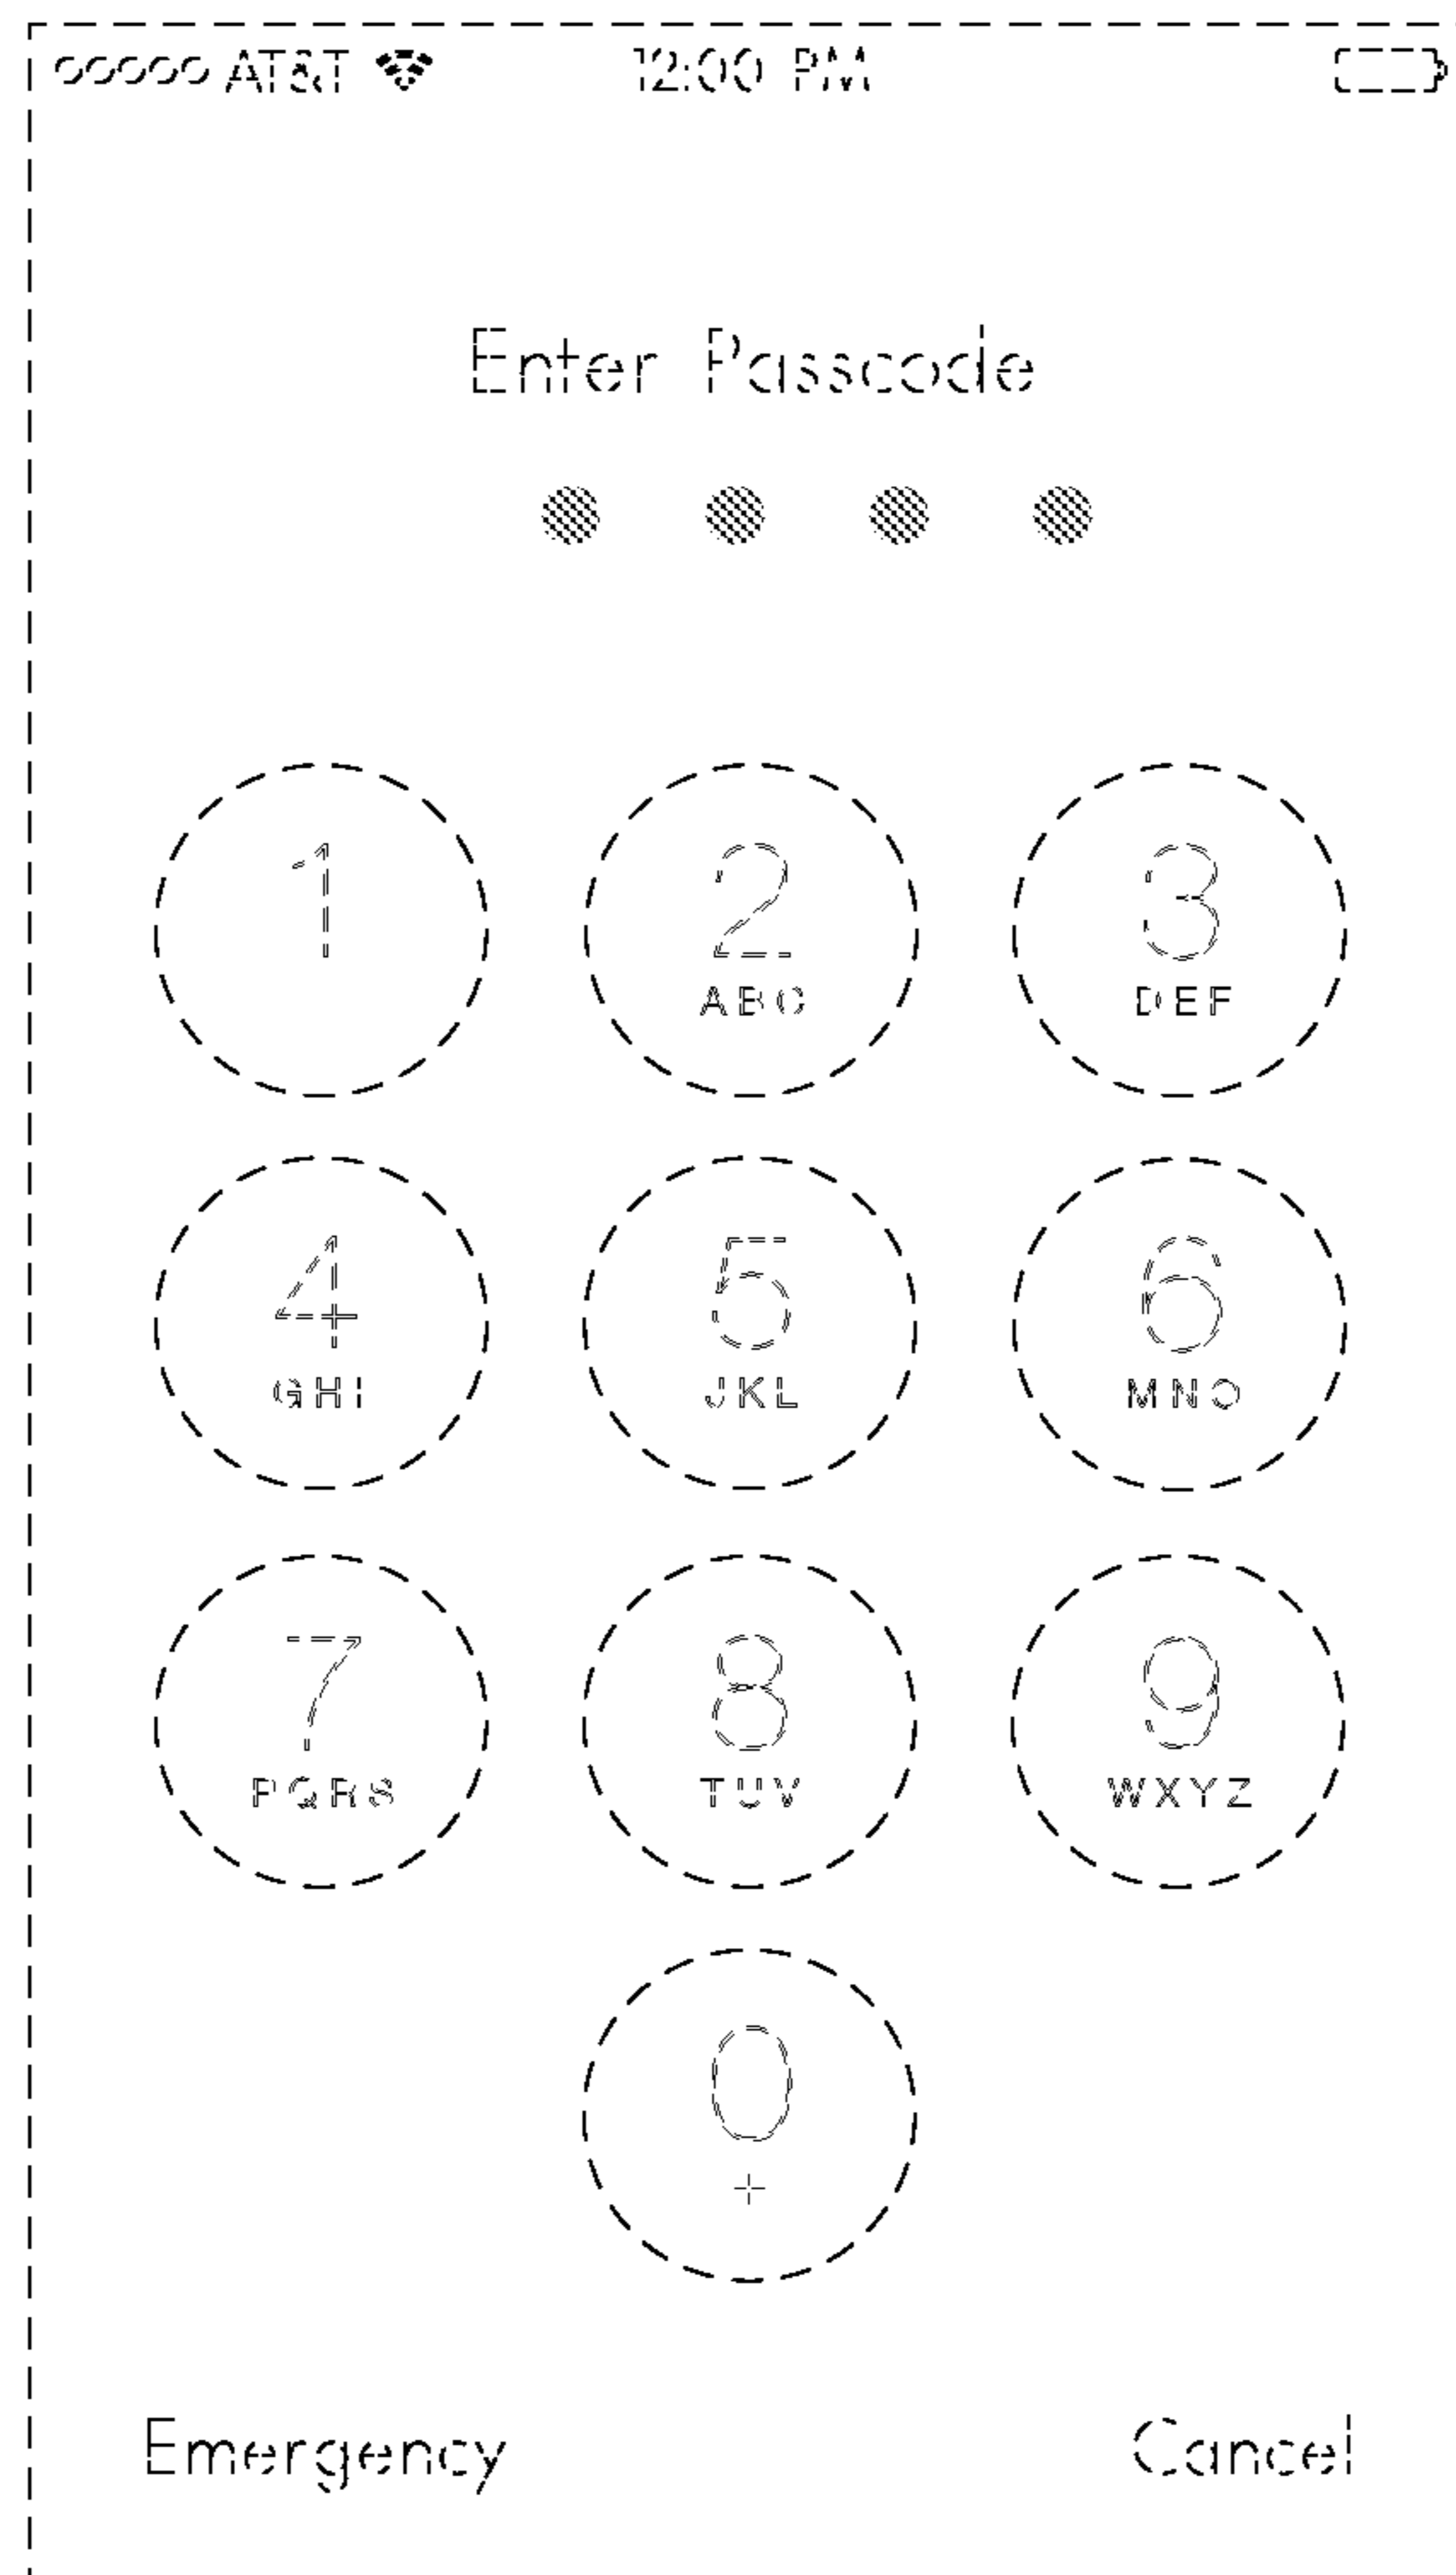 AT&T 12:00 PM
Enter Passcode
1 2 3
ABC DEF
4 5 6
GHI JKL MNO
7 8 9
PQRS TUV WXYZ
0
+
Emergency Cancel